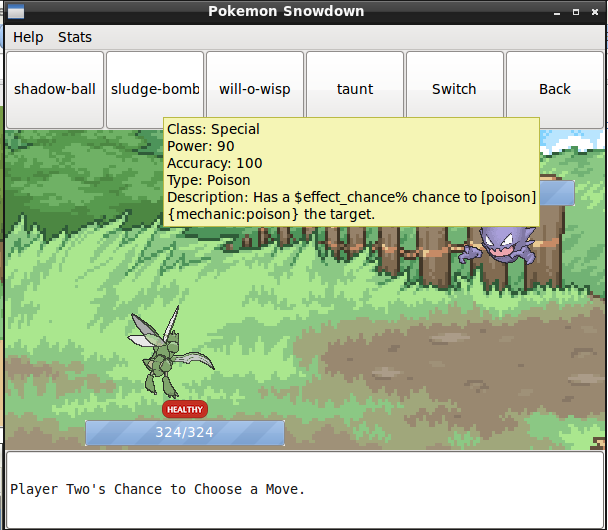 Pokemon Snowdown
Help Stats
shadow-ball sludge-bomb will-o-wisp taunt Switch Back
Class: Special
Power: 90
Accuracy: 100
Type: Poison
Description: Has a $effect_chance% chance to [poison]
{mechanic:poison} the target.
HEALTHY
324/324
Player Two's Chance to Choose a Move.